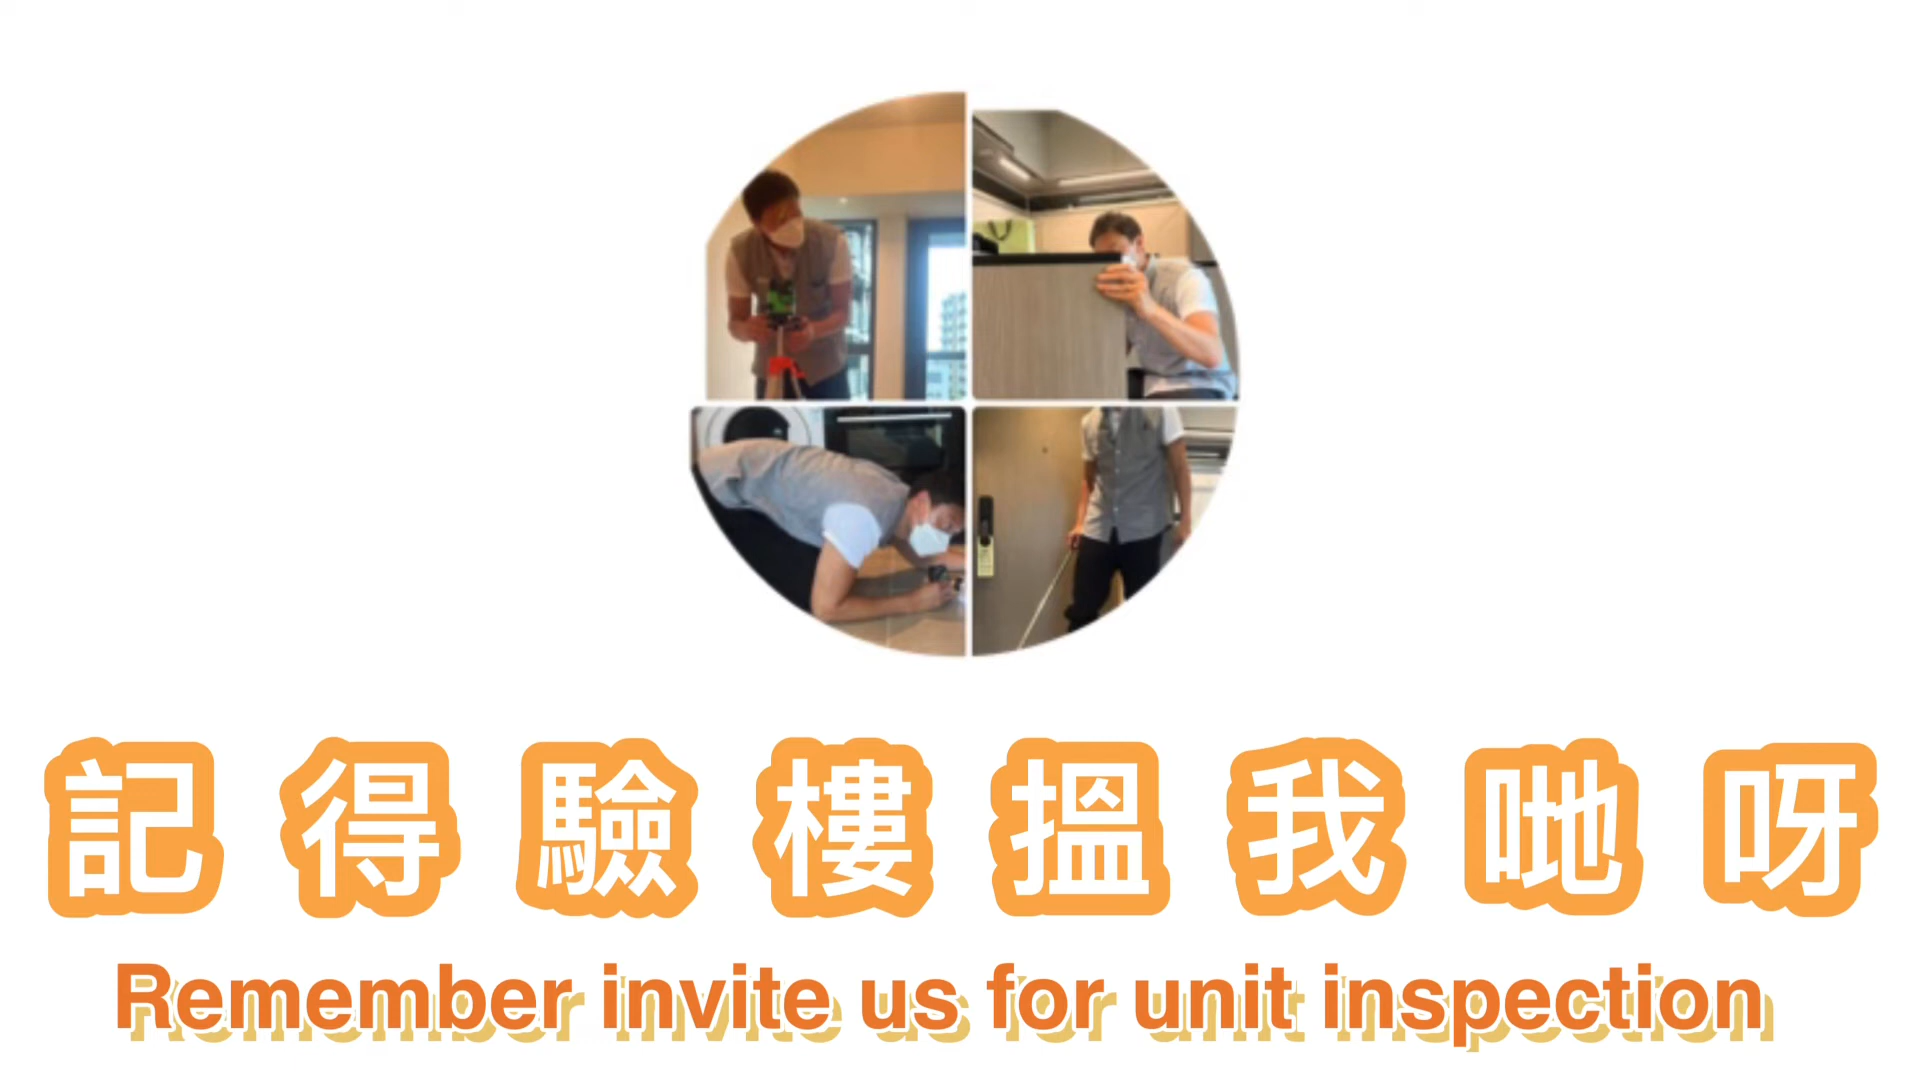 記得驗樓搵我哋呀
Remember invite us for unit inspection